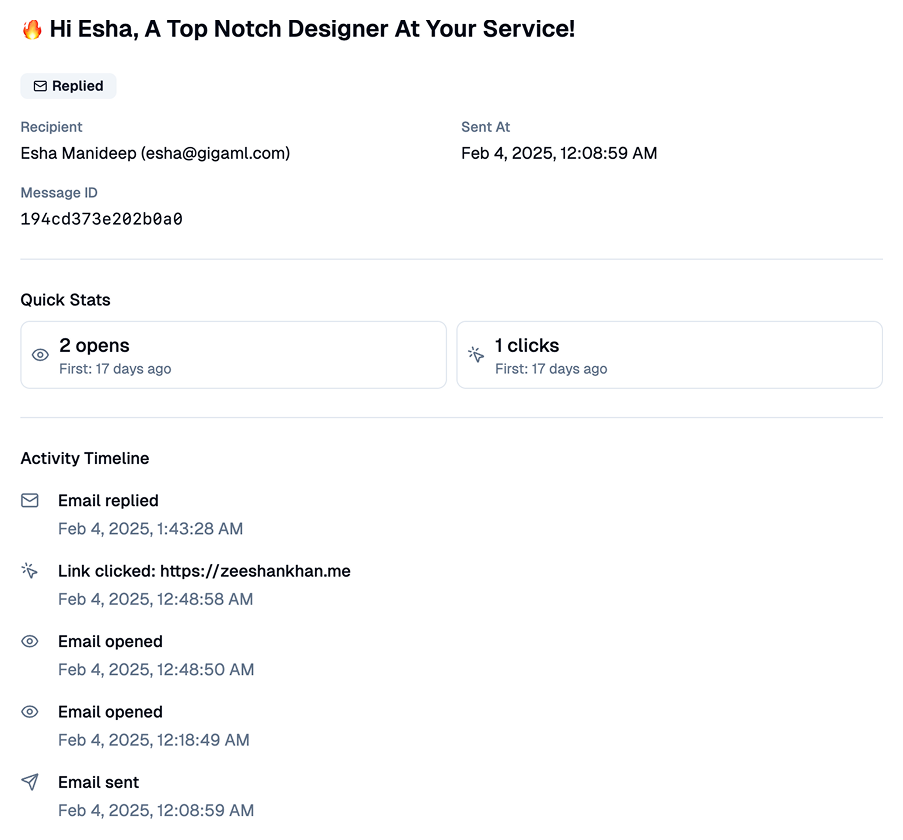 🔥 Hi Esha, A Top Notch Designer At Your Service!
Replied
Recipient
Esha Manideep (esha@gigaml.com)
Sent At
Feb 4, 2025, 12:08:59 AM
Message ID
194cd373e202b0a0
Quick Stats
2 opens
First: 17 days ago
1 clicks
First: 17 days ago
Activity Timeline
Email replied
Feb 4, 2025, 1:43:28 AM
Link clicked: https://zeeshankhan.me
Feb 4, 2025, 12:48:58 AM
Email opened
Feb 4, 2025, 12:48:50 AM
Email opened
Feb 4, 2025, 12:18:49 AM
Email sent
Feb 4, 2025, 12:08:59 AM